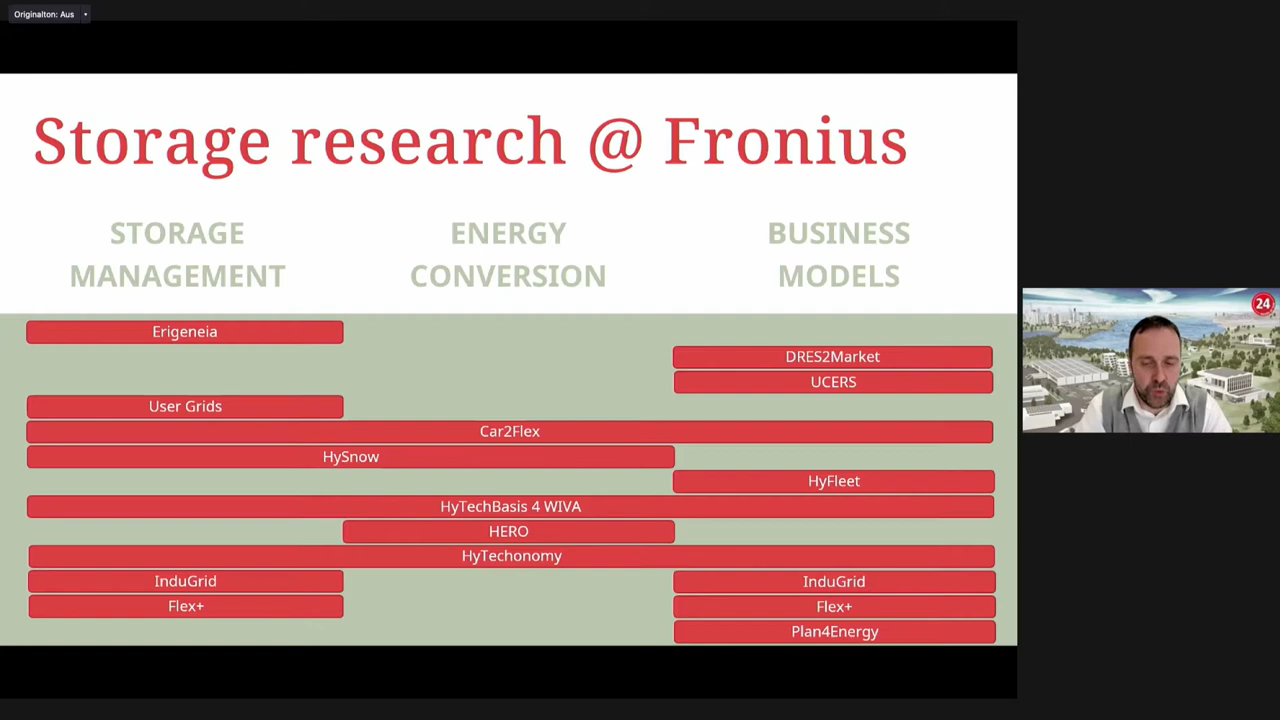 Originalton: Aus
Storage research @ Fronius
STORAGE
MANAGEMENT
ENERGY
CONVERSION
BUSINESS
MODELS
Erigeneia
DRES2Market
UCERS
User Grids
Car2Flex
HySnow
HyFleet
HyTechBasis 4 WIVA
HERO
HyTechonomy
InduGrid
InduGrid
Flex+
Flex+
Plan4Energy
24